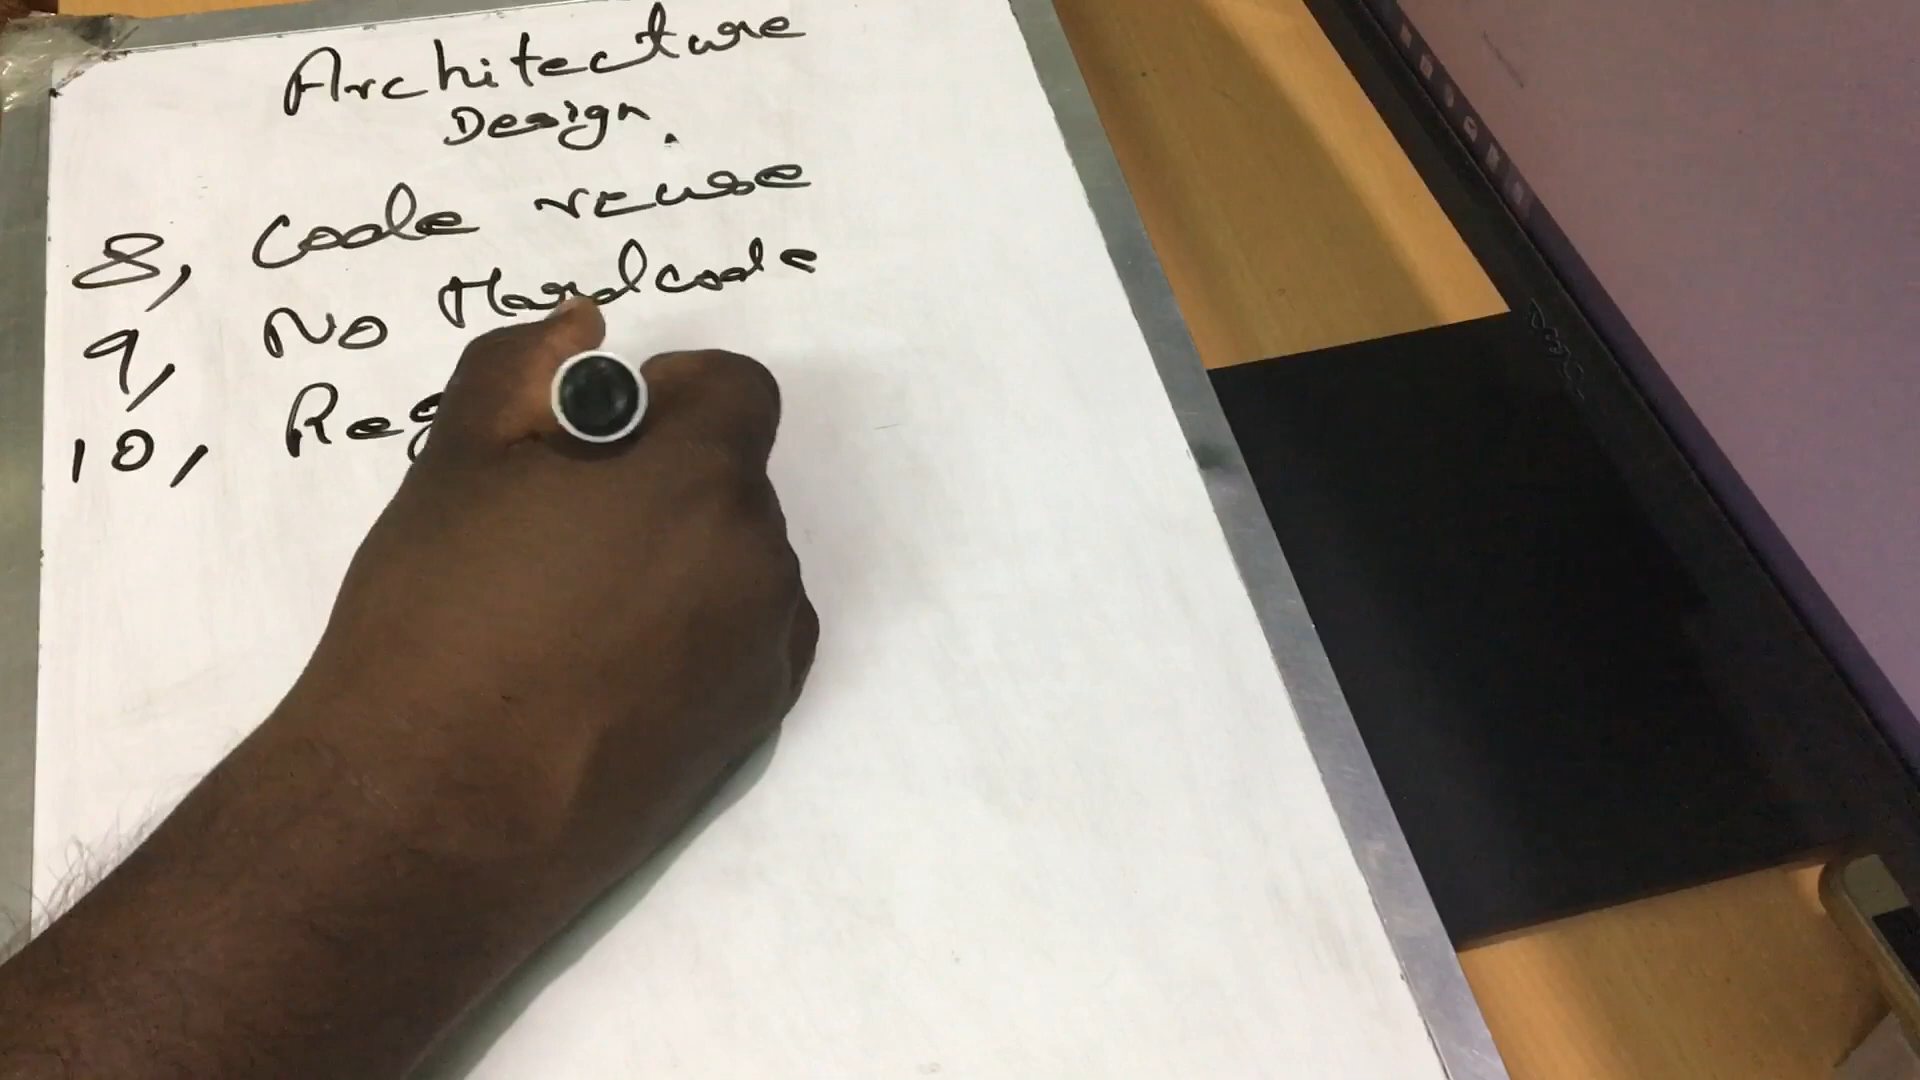 Architecture
Design.
8, Code reuse
9, No Hardcode
10, Reg